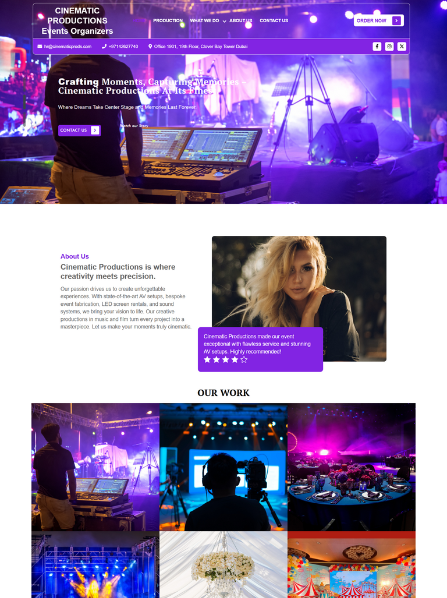 CINEMATIC
PRODUCTIONS
Events Organizers
PRODUCTION
WHAT WE DO
ABOUT US
CONTACT US
ORDER NOW
hi@cinematicprods.com
+971 42827740
Office 1901, 19th Floor, Clover Bay Tower Dubai
Crafting Moments, Capturing Memories –
Cinematic Productions At Its Finest
Where Dreams Take Center Stage and Memories Last Forever
CONTACT US
Watch our Story
About Us
Cinematic Productions is where
creativity meets precision.
Our passion drives us to create unforgettable
experiences. With state-of-the-art AV setups, bespoke
event fabrication, LED screen rentals, and sound
systems, we bring your vision to life. Our creative
productions in music and film turn every project into a
masterpiece. Let us make your moments truly cinematic.
Cinematic Productions made our event
exceptional with flawless service and stunning
AV setups. Highly recommended!
OUR WORK